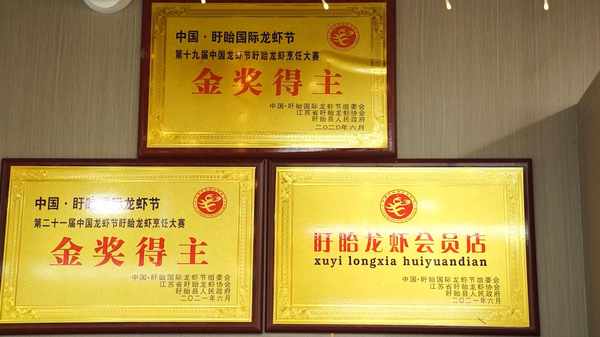 中国·盱眙国际龙虾节
第十九届中国龙虾节盱眙龙虾烹饪大赛
金奖得主
中国·盱眙国际龙虾节组委会
江苏省盱眙龙虾协会
盱眙县人民政府
二〇二〇年六月
中国·盱眙国际龙虾节
第二十一届中国龙虾节盱眙龙虾烹饪大赛
金奖得主
中国·盱眙国际龙虾节组委会
江苏省盱眙龙虾协会
盱眙县人民政府
二〇二一年六月
盱眙龙虾会员店
xuyi longxia huiyuandian
中国·盱眙国际龙虾节组委会
江苏省盱眙龙虾协会
盱眙县人民政府
二〇二一年六月